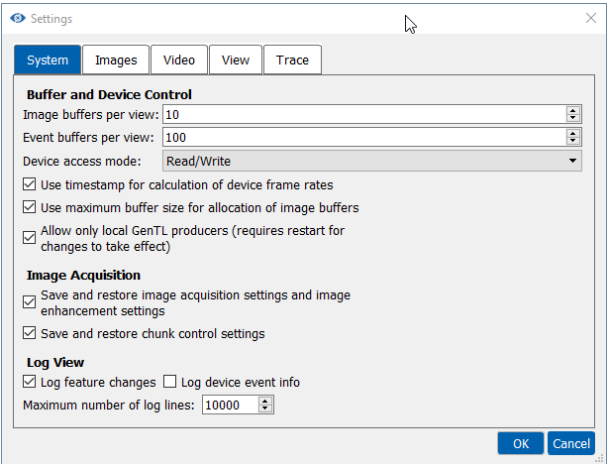 Settings
System Images Video View Trace
Buffer and Device Control
Image buffers per view: 10
Event buffers per view: 100
Device access mode: Read/Write
Use timestamp for calculation of device frame rates
Use maximum buffer size for allocation of image buffers
Allow only local GenTL producers (requires restart for
changes to take effect)
Image Acquisition
Save and restore image acquisition settings and image
enhancement settings
Save and restore chunk control settings
Log View
Log feature changes Log device event info
Maximum number of log lines: 10000
OK Cancel